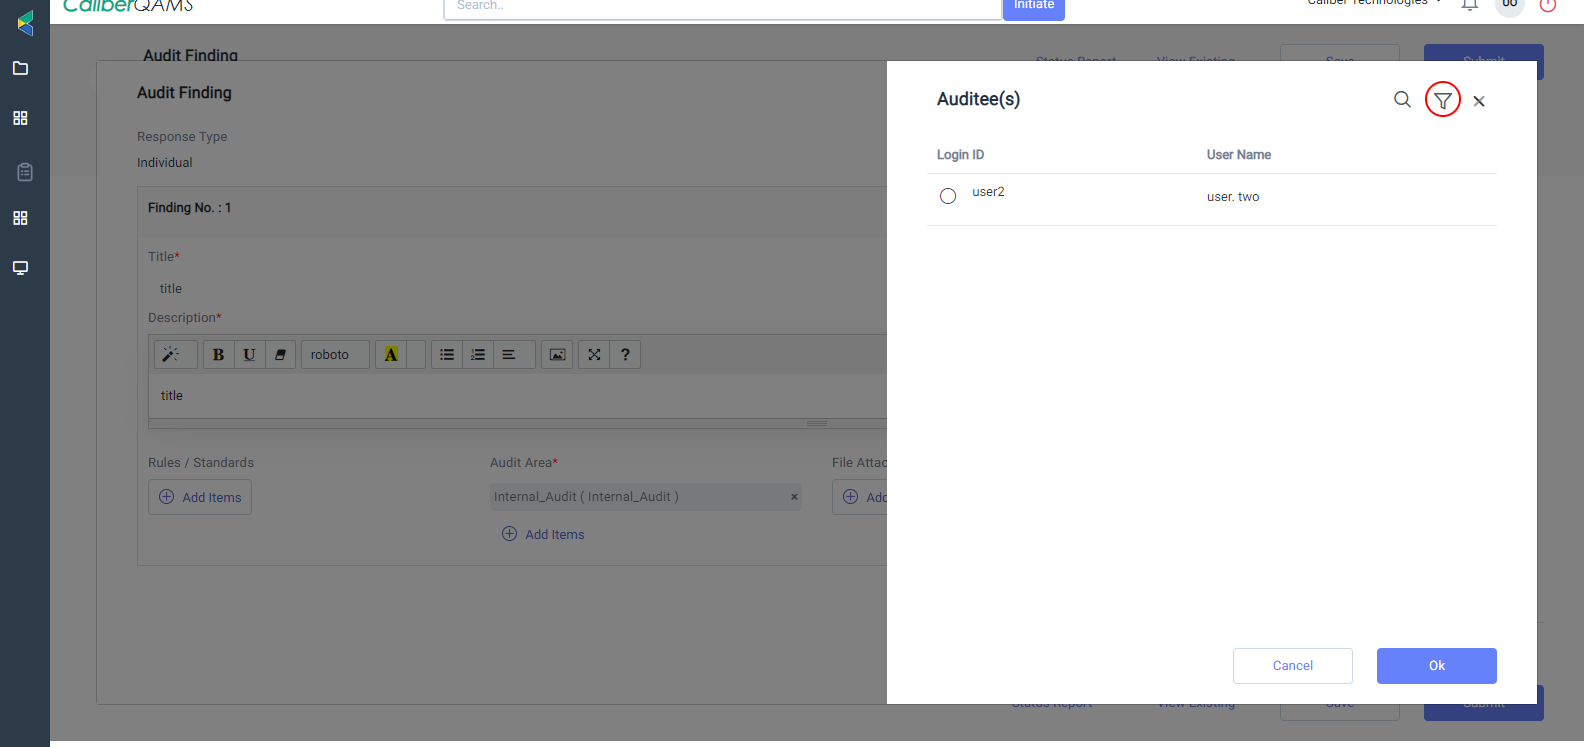 CaliberQAMS
Search..
Initiate
Caliber Technologies
Audit Finding
Status Report
View Existing
Save
Submit
Audit Finding
Response Type
Individual
Finding No. : 1
Title*
title
Description*
B U roboto A ?
title
Rules / Standards
Add Items
Audit Area*
Internal_Audit ( Internal_Audit ) ×
Add Items
File Attac
Add
Auditee(s)
Login ID User Name
user2 user. two
Cancel Ok
Status Report
View Existing
Save
Submit